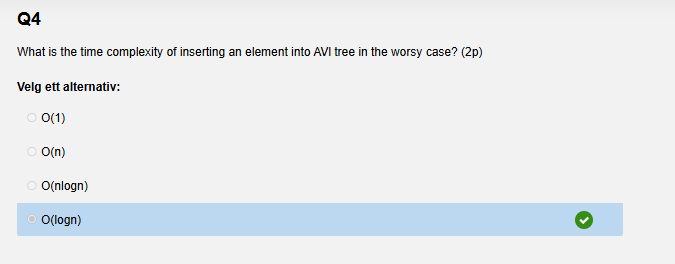 Q4
What is the time complexity of inserting an element into AVl tree in the worsy case? (2p)
Velg ett alternativ:
O(1)
O(n)
O(nlogn)
O(logn)